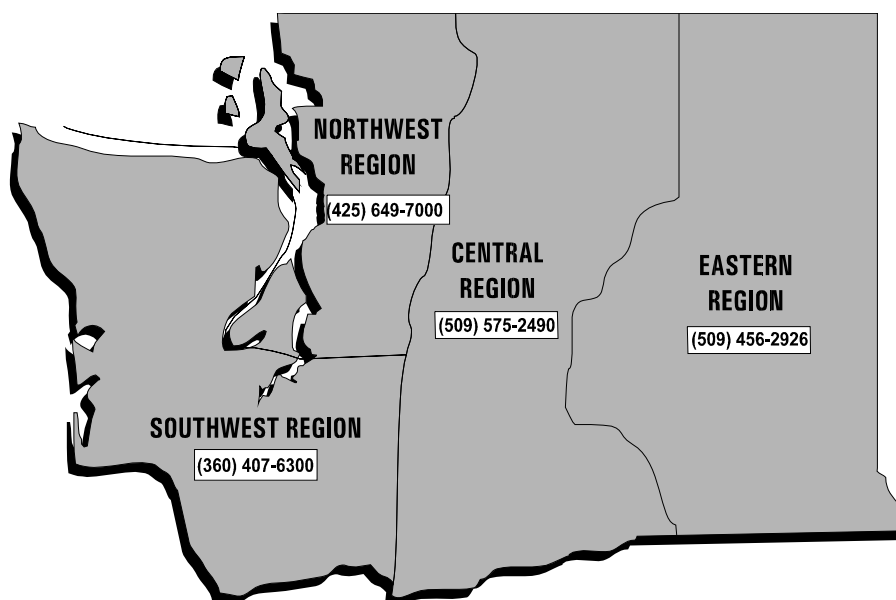 NORTHWEST
REGION
(425) 649-7000
CENTRAL
REGION
(509) 575-2490
EASTERN
REGION
(509) 456-2926
SOUTHWEST REGION
(360) 407-6300